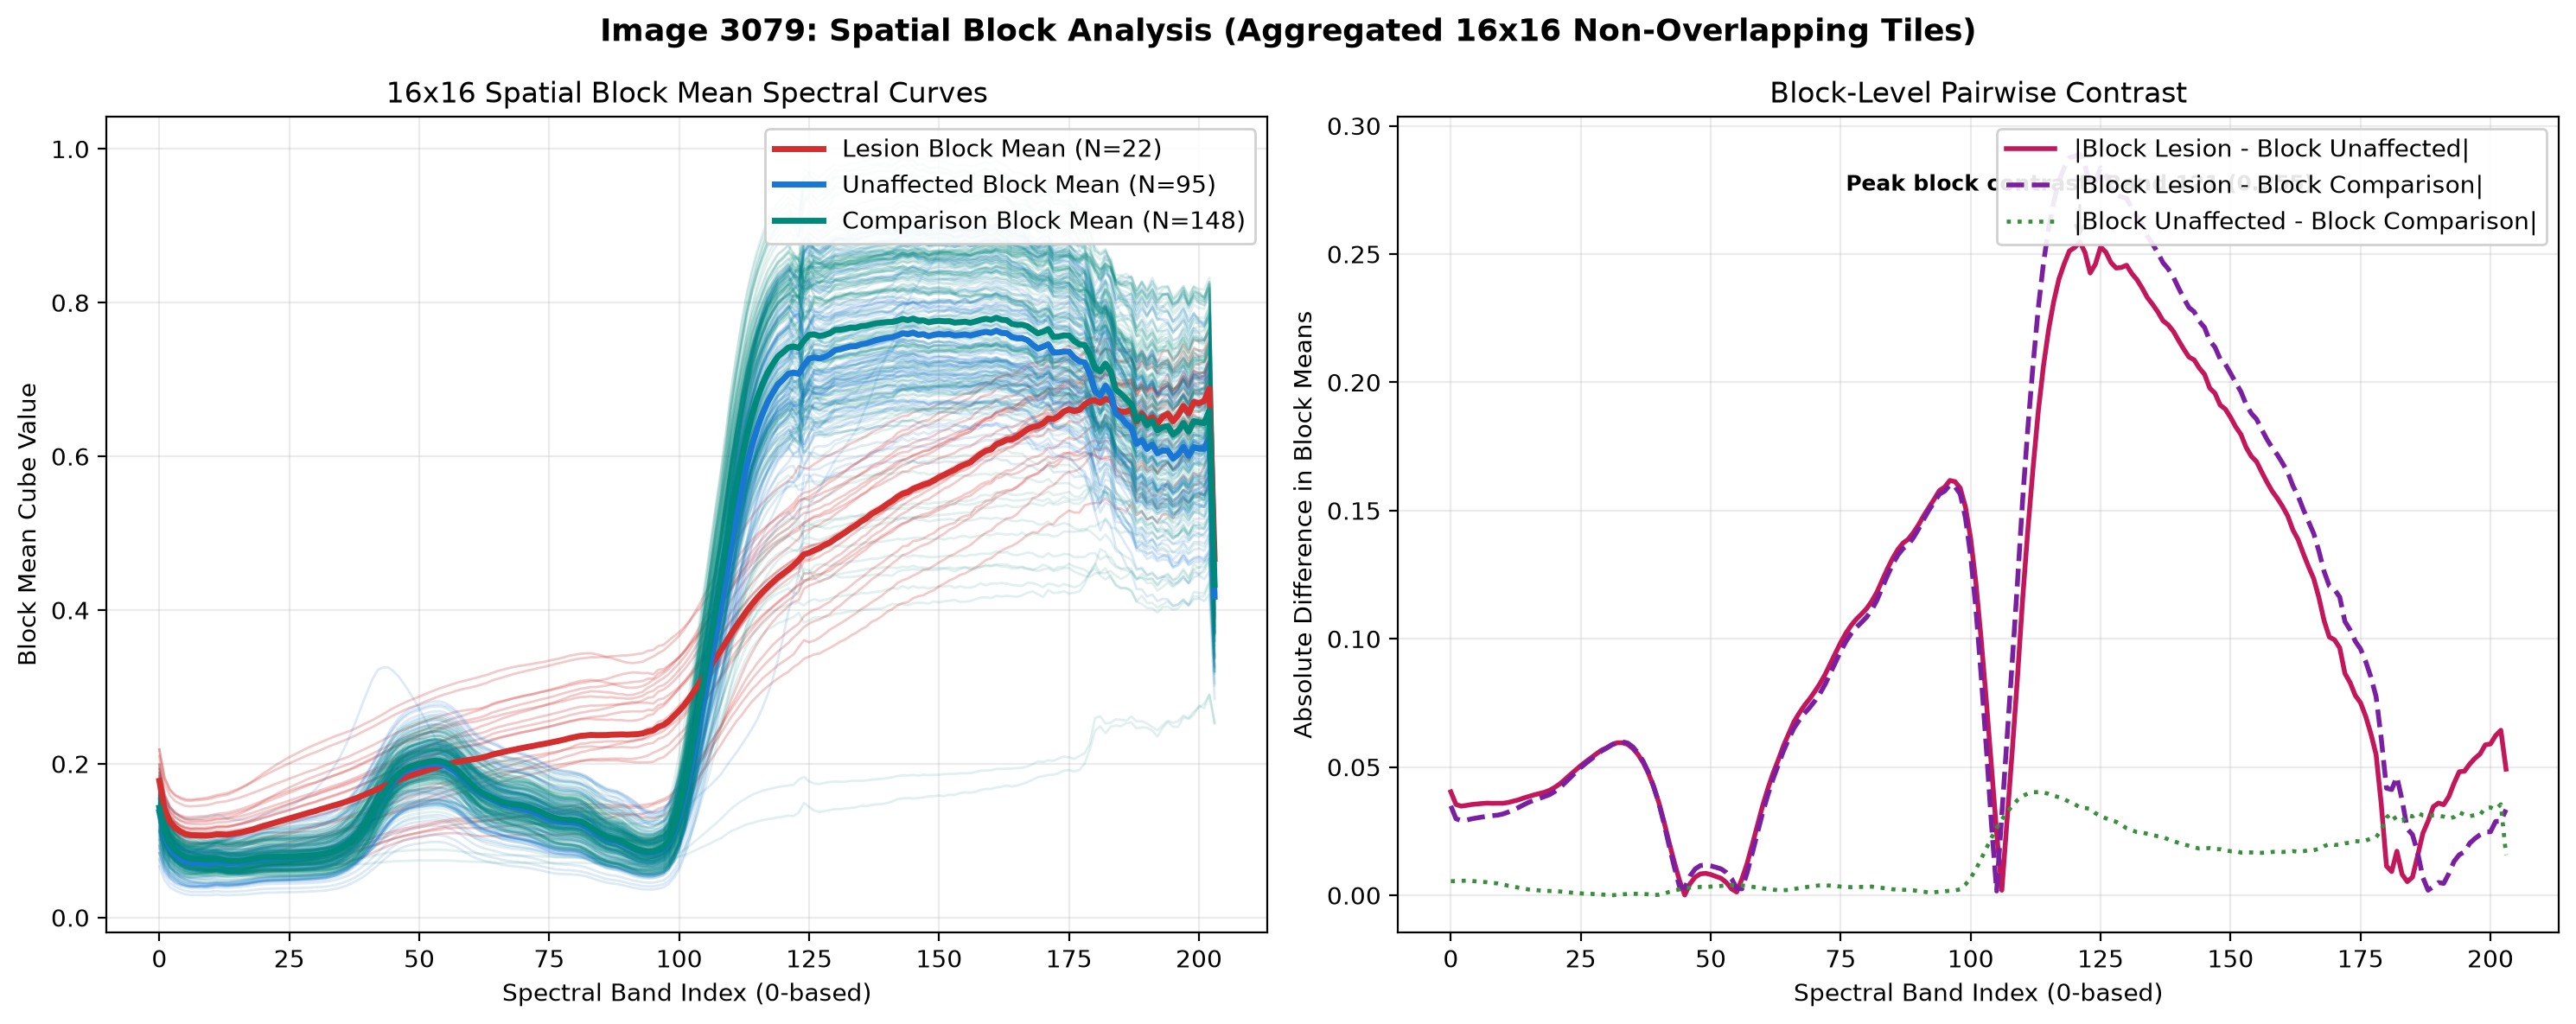 Image 3079: Spatial Block Analysis (Aggregated 16x16 Non-Overlapping Tiles)
16x16 Spatial Block Mean Spectral Curves
Block Mean Cube Value
1.0
0.8
0.6
0.4
0.2
0.0
Lesion Block Mean (N=22)
Unaffected Block Mean (N=95)
Comparison Block Mean (N=148)
0 25 50 75 100 125 150 175 200
Spectral Band Index (0-based)
Block-Level Pairwise Contrast
Absolute Difference in Block Means
0.30
0.25
0.20
0.15
0.10
0.05
0.00
|Block Lesion - Block Unaffected|
|Block Lesion - Block Comparison|
|Block Unaffected - Block Comparison|
Peak block contrast
0 25 50 75 100 125 150 175 200
Spectral Band Index (0-based)